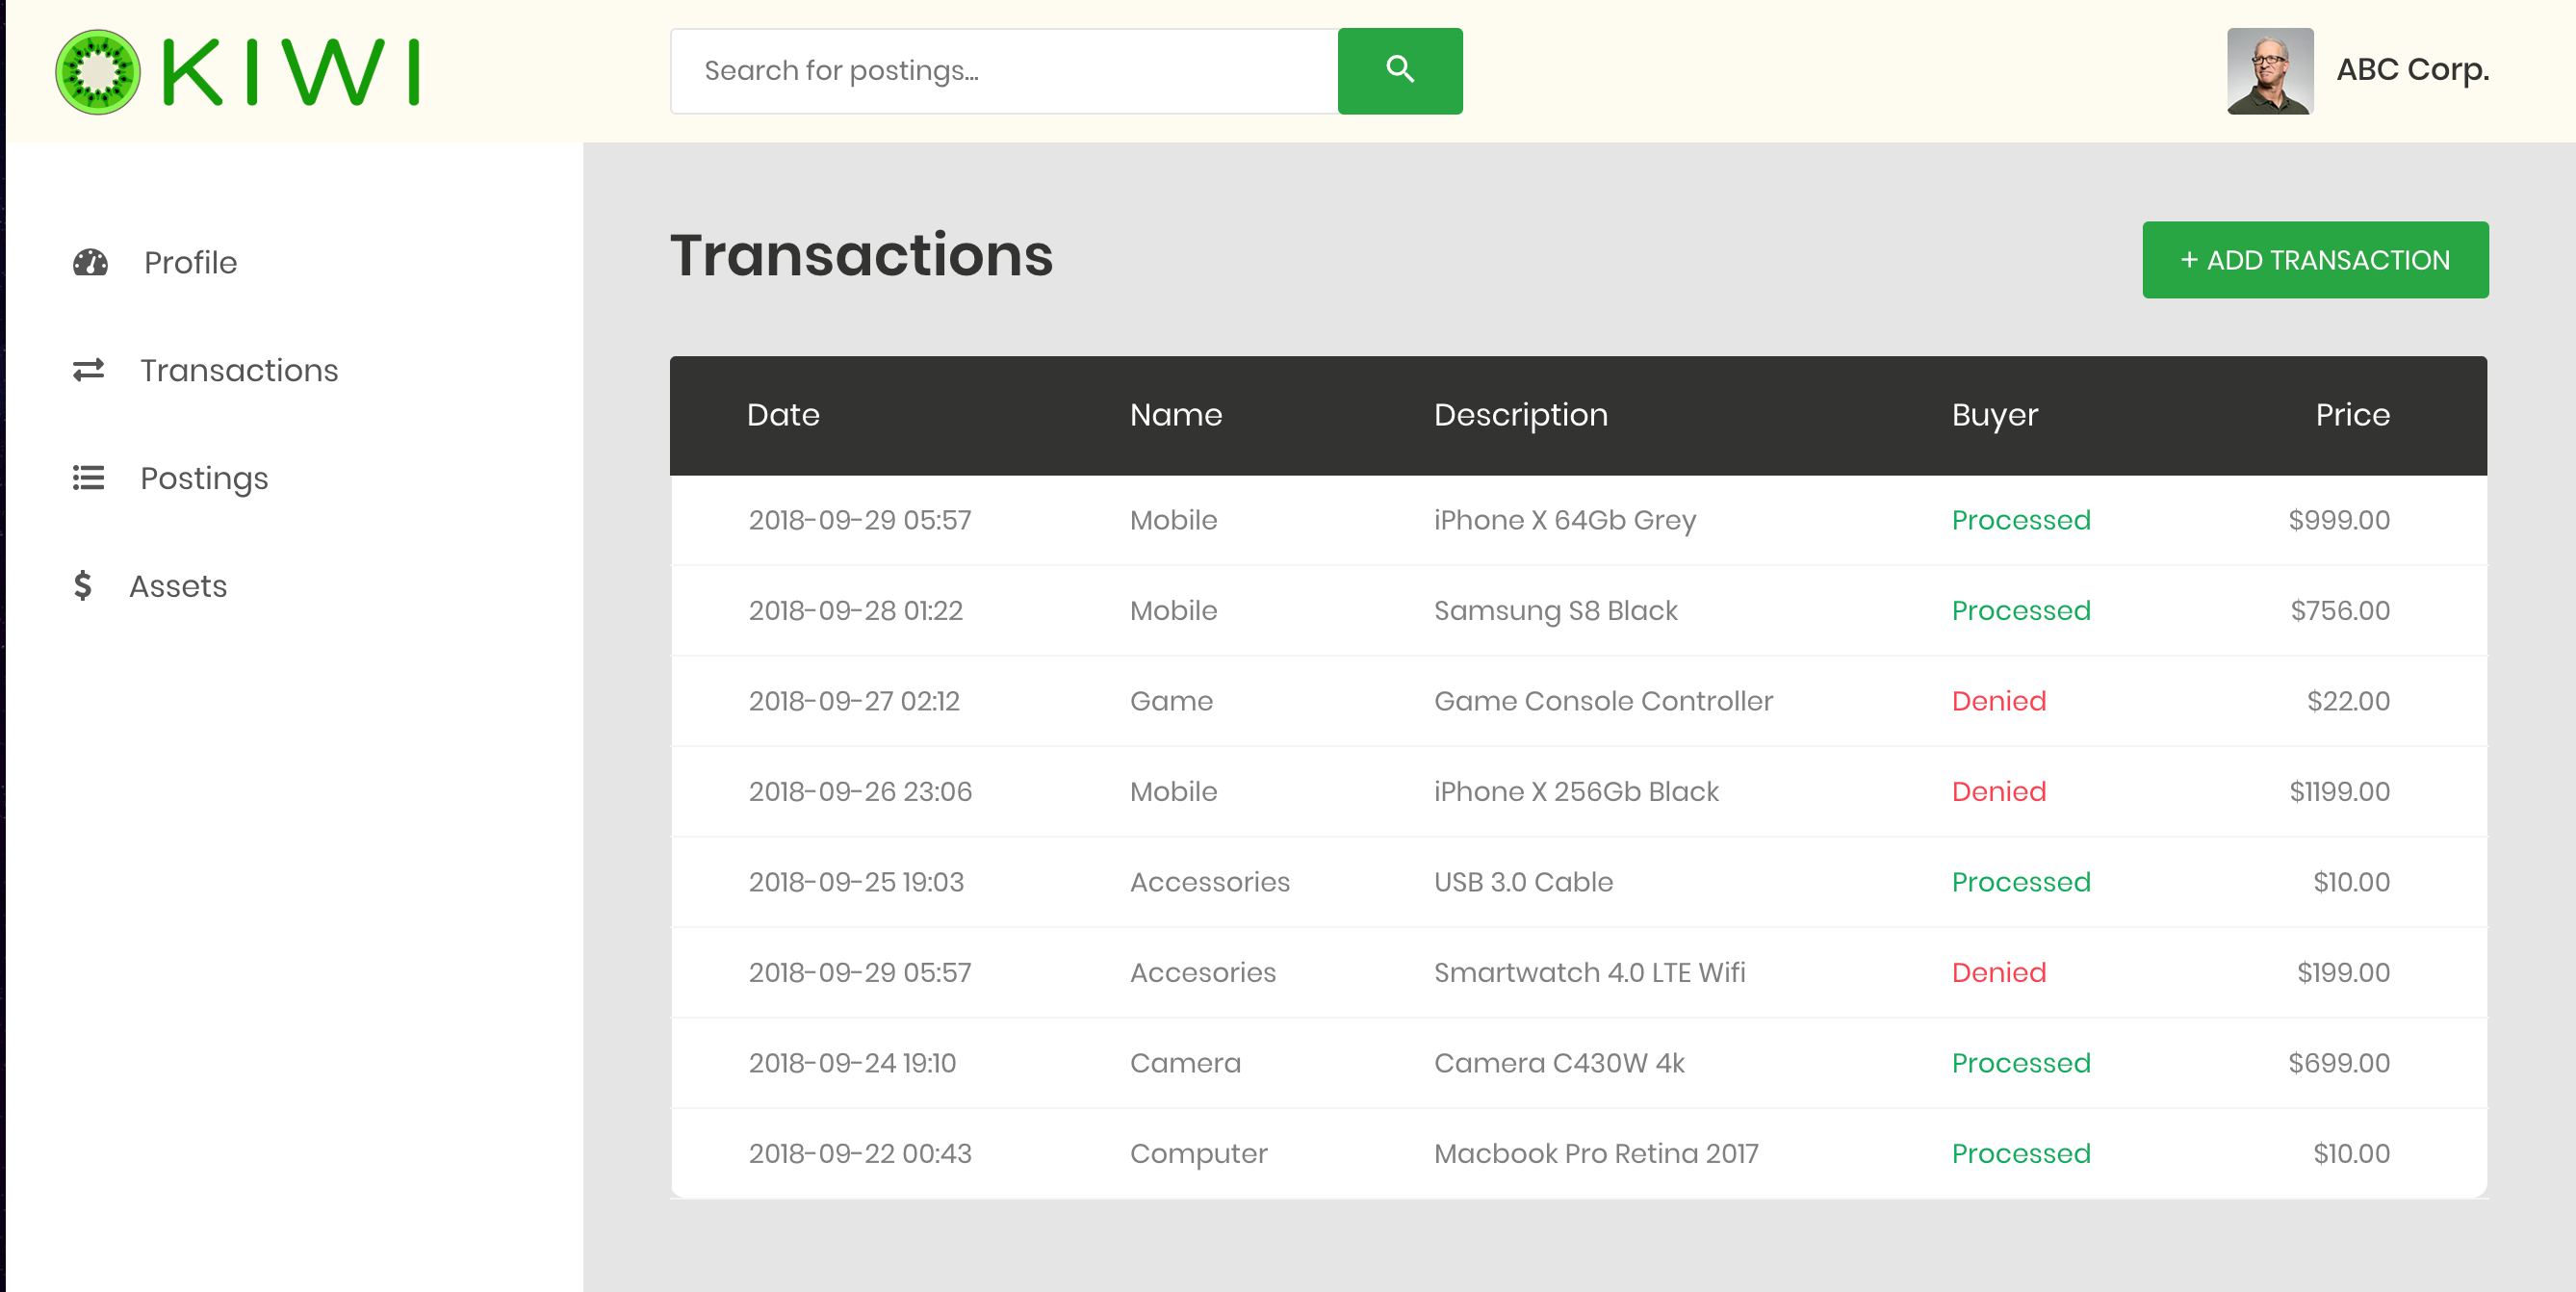 KIWI
Search for postings...
ABC Corp.
Profile
Transactions
Postings
$ Assets
Transactions
+ ADD TRANSACTION
Date Name Description Buyer Price
2018-09-29 05:57 Mobile iPhone X 64Gb Grey Processed $999.00
2018-09-28 01:22 Mobile Samsung S8 Black Processed $756.00
2018-09-27 02:12 Game Game Console Controller Denied $22.00
2018-09-26 23:06 Mobile iPhone X 256Gb Black Denied $1199.00
2018-09-25 19:03 Accessories USB 3.0 Cable Processed $10.00
2018-09-29 05:57 Accesories Smartwatch 4.0 LTE Wifi Denied $199.00
2018-09-24 19:10 Camera Camera C430W 4k Processed $699.00
2018-09-22 00:43 Computer Macbook Pro Retina 2017 Processed $10.00